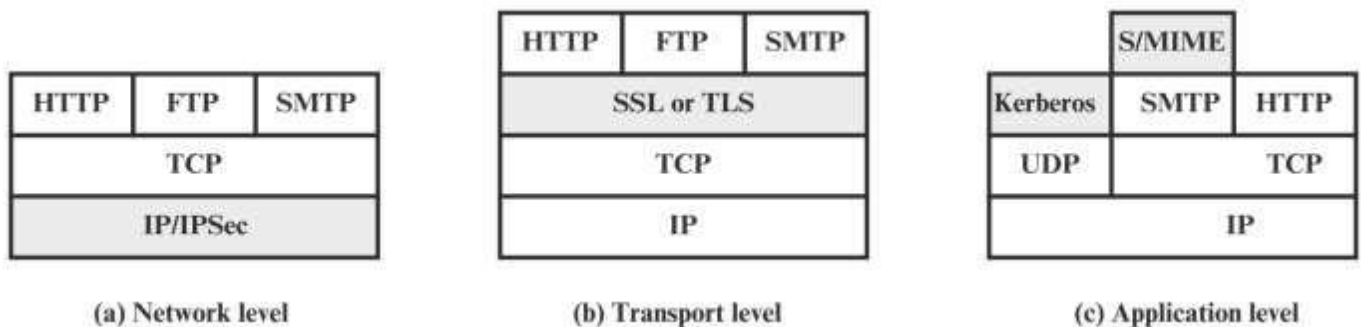 HTTP FTP SMTP
TCP
IP/IPSec
(a) Network level
HTTP FTP SMTP
SSL or TLS
TCP
IP
(b) Transport level
S/MIME
Kerberos SMTP HTTP
UDP TCP
IP
(c) Application level